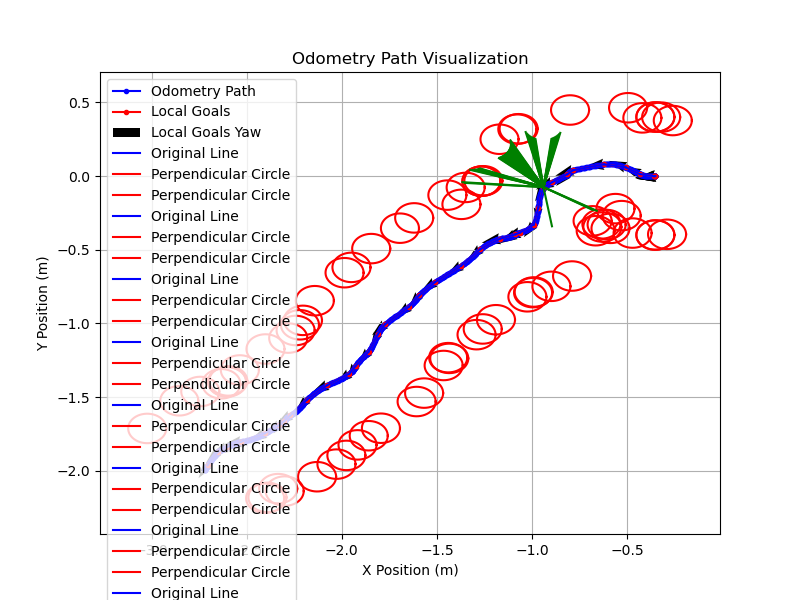 Odometry Path Visualization
Odometry Path
Local Goals
Local Goals Yaw
Original Line
Perpendicular Circle
Perpendicular Circle
Original Line
Perpendicular Circle
Perpendicular Circle
Original Line
Perpendicular Circle
Perpendicular Circle
Original Line
Perpendicular Circle
Perpendicular Circle
Original Line
Perpendicular Circle
Perpendicular Circle
Original Line
Perpendicular Circle
Perpendicular Circle
Original Line
Perpendicular Circle
Perpendicular Circle
Original Line
Y Position (m)
0.5
0.0
−0.5
−1.0
−1.5
−2.0
−2.0
−1.5
−1.0
−0.5
X Position (m)